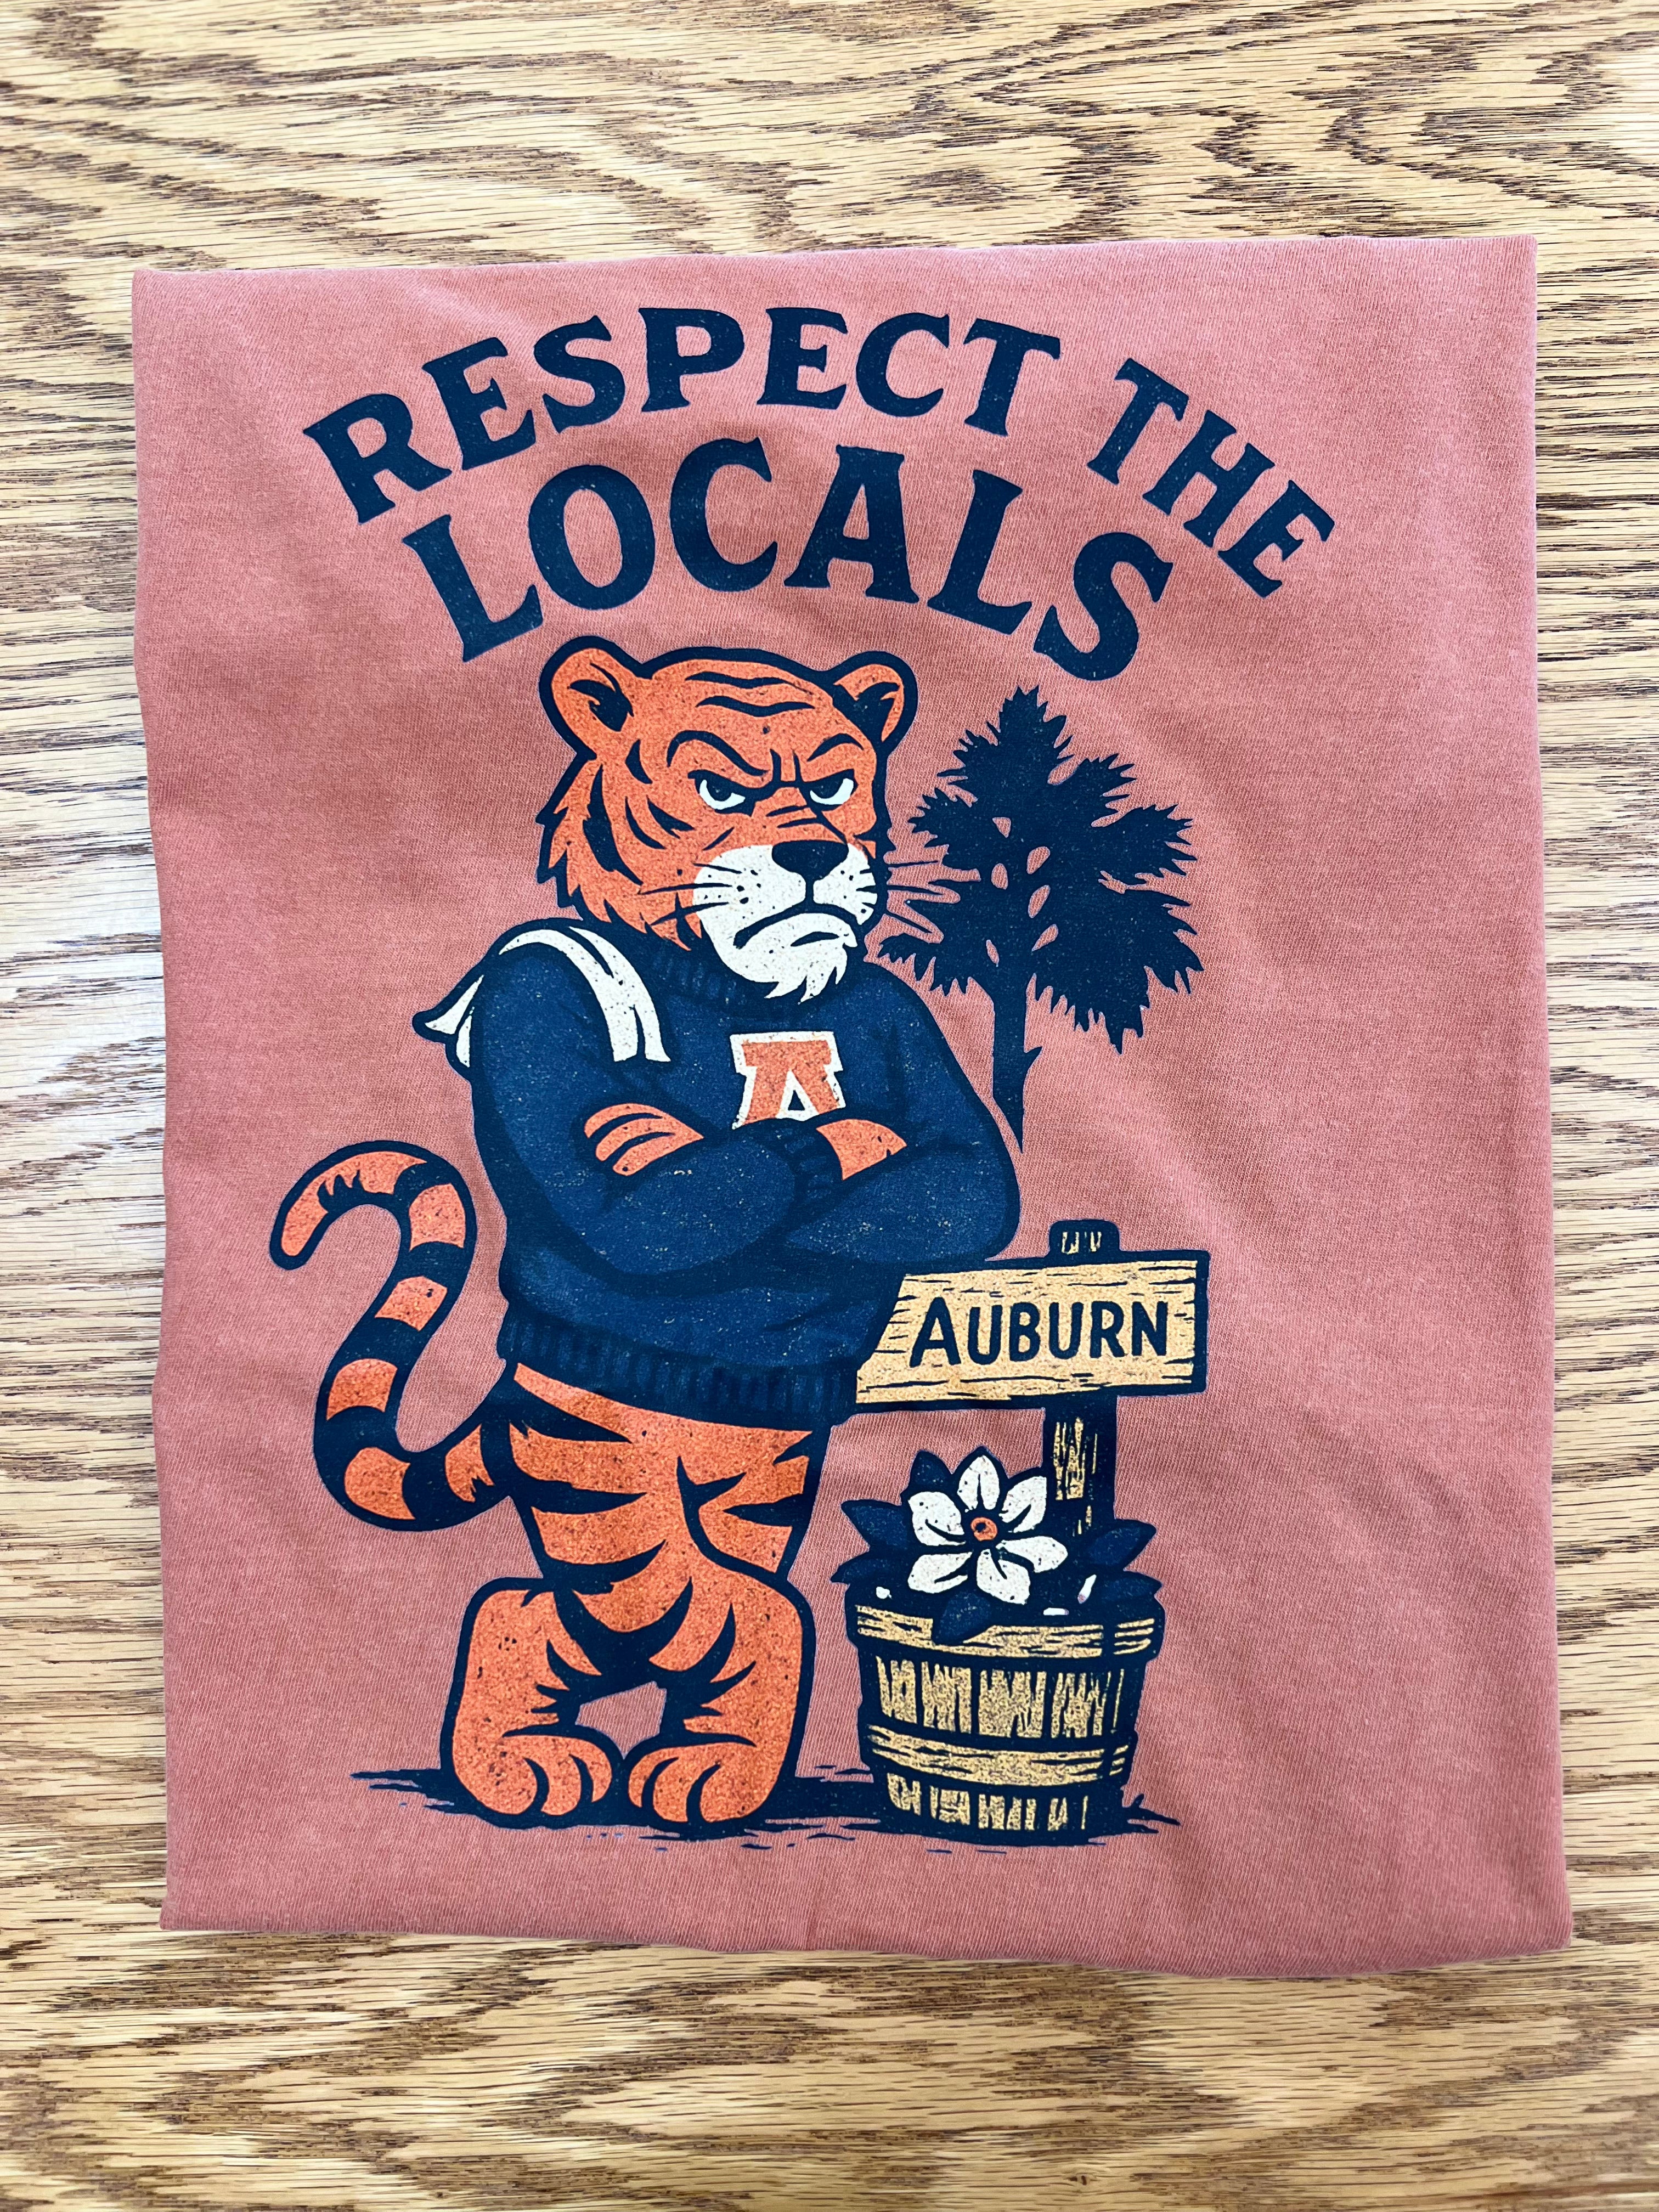 RESPECT THE
LOCALS
A
AUBURN